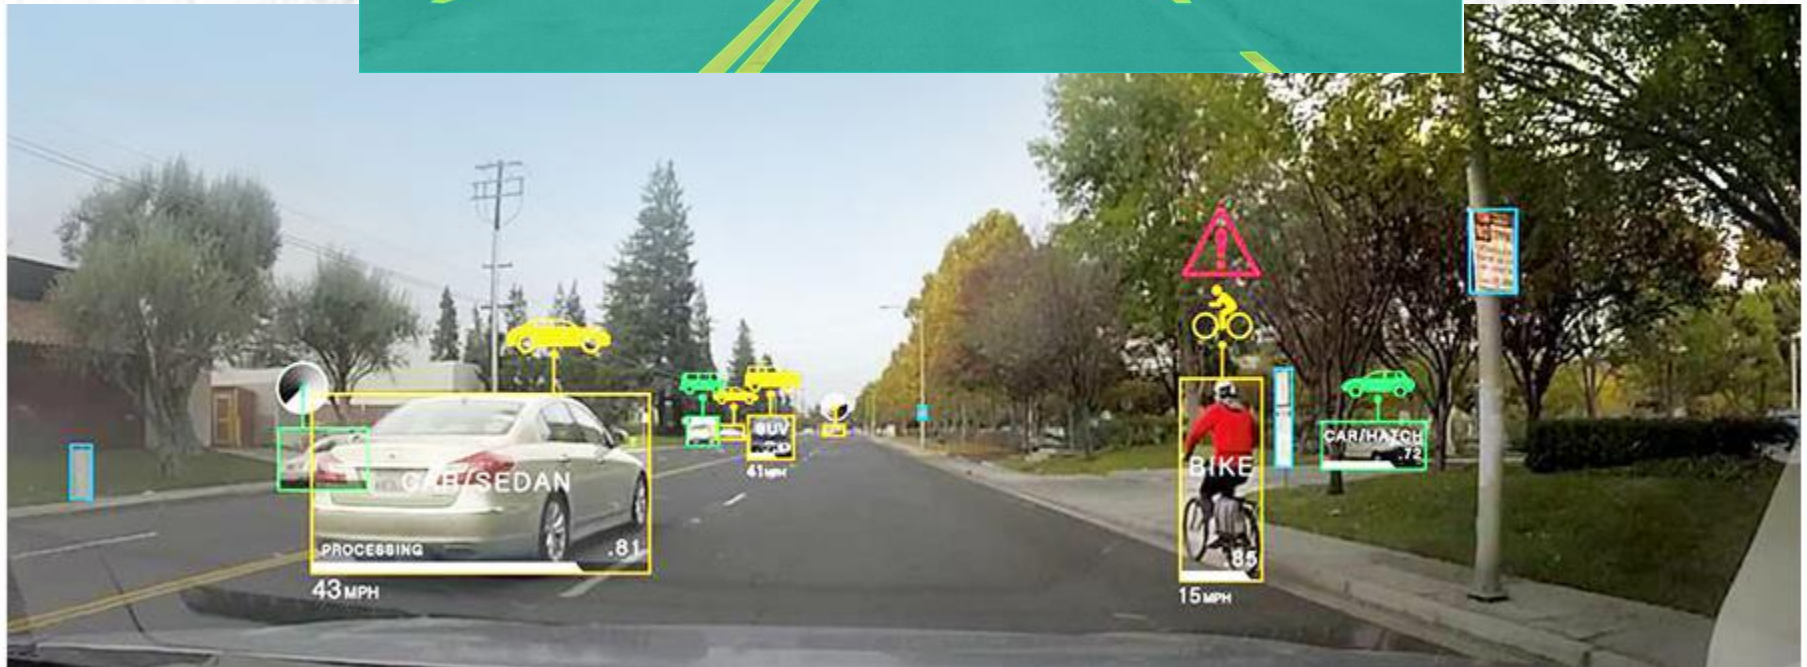 SUV
41MPH
CAR/HATCH
.72
BIKE
CAR/SEDAN
PROCESSING
.81
85
43MPH
15MPH